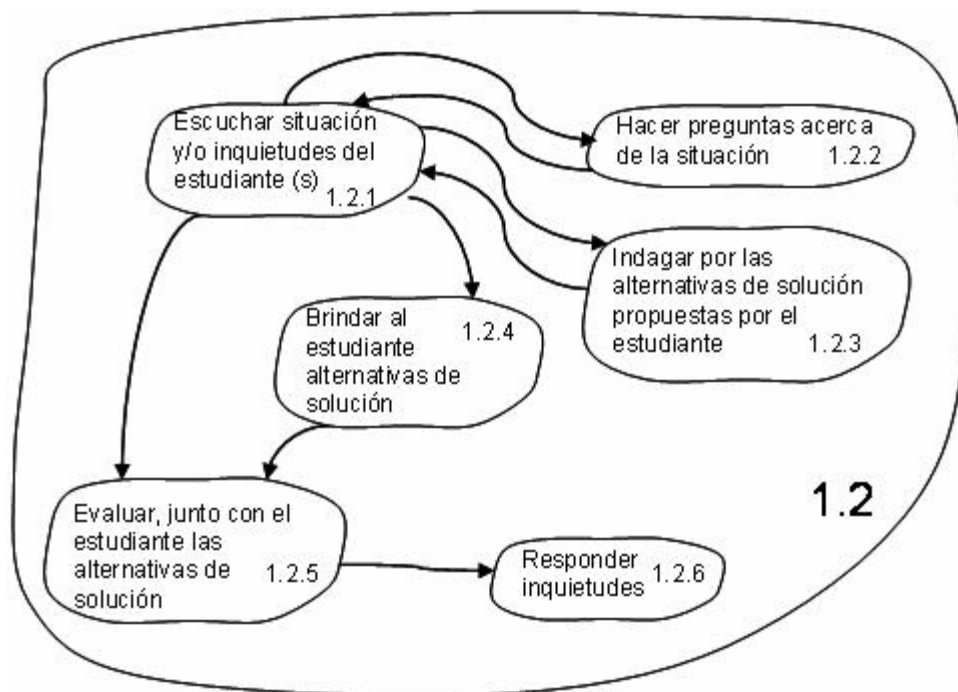 Escuchar situación
y/o inquietudes del
estudiante (s)
1.2.1
Hacer preguntas acerca
de la situación 1.2.2
Indagar por las
alternativas de solución
propuestas por el
estudiante 1.2.3
Brindar al 1.2.4
estudiante
alternativas de
solución
1.2
Evaluar, junto con el
estudiante las
alternativas de 1.2.5
solución
Responder 1.2.6
inquietudes